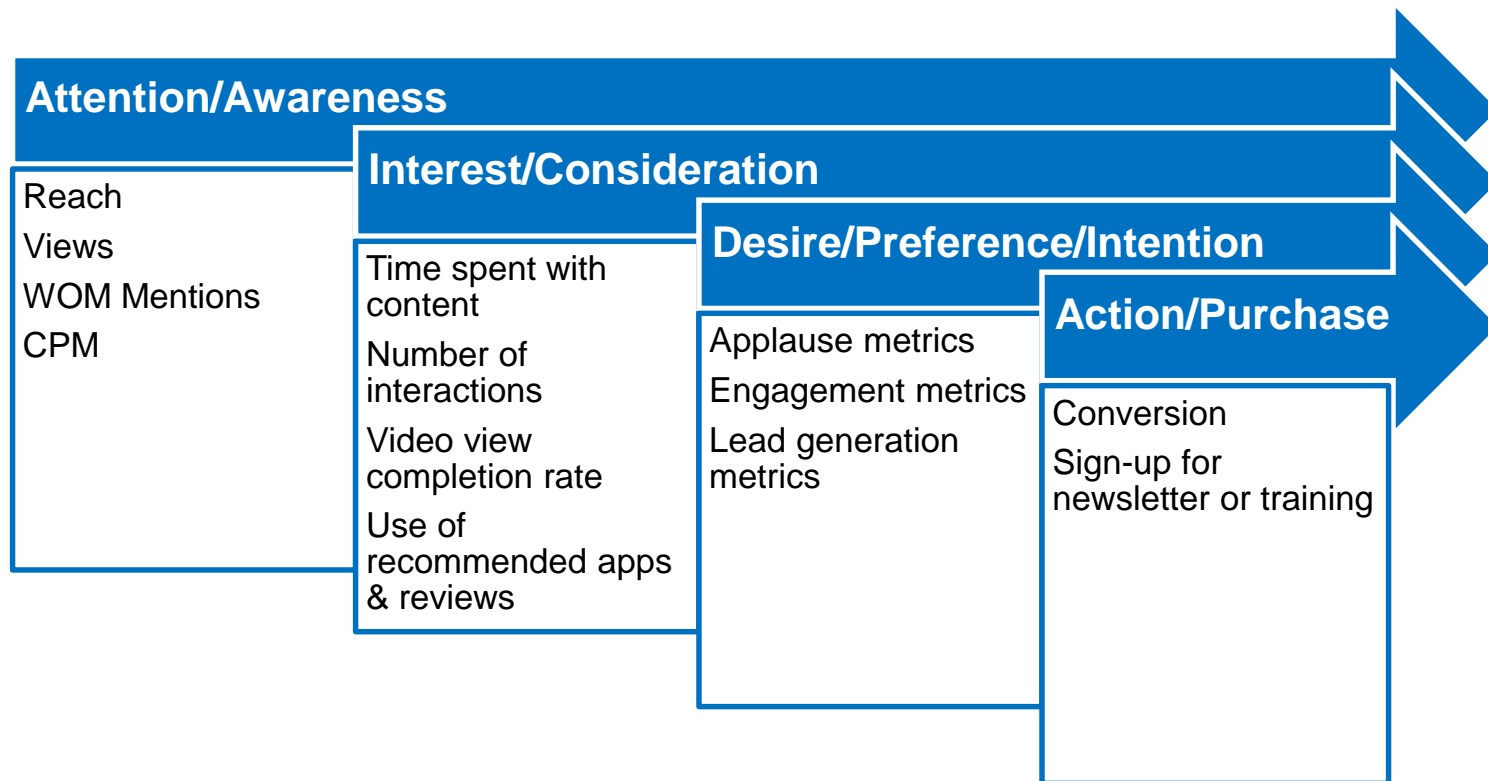 Attention/Awareness
Reach
Views
WOM Mentions
CPM
Interest/Consideration
Time spent with
content
Number of
interactions
Video view
completion rate
Use of
recommended apps
& reviews
Desire/Preference/Intention
Applause metrics
Engagement metrics
Lead generation
metrics
Action/Purchase
Conversion
Sign-up for
newsletter or training